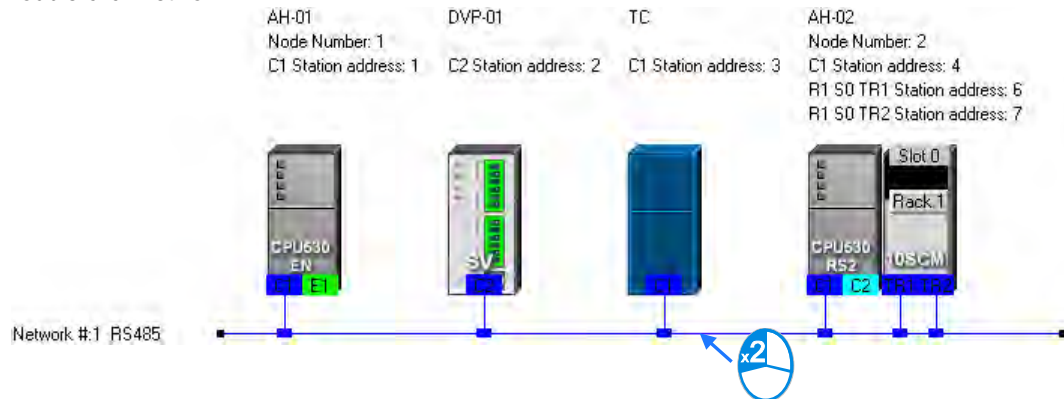 AH-01
Node Number: 1
C1 Station address: 1
DVP-01
C2 Station address: 2
TC
C1 Station address: 3
AH-02
Node Number: 2
C1 Station address: 4
R1 S0 TR1 Station address: 6
R1 S0 TR2 Station address: 7
CPU530
EN
C1 E1
SV
C2
C1
CPU530
RS2
C1 C2
Slot 0
Rack 1
10SCM
TR1 TR2
Network #:1 RS485
x2